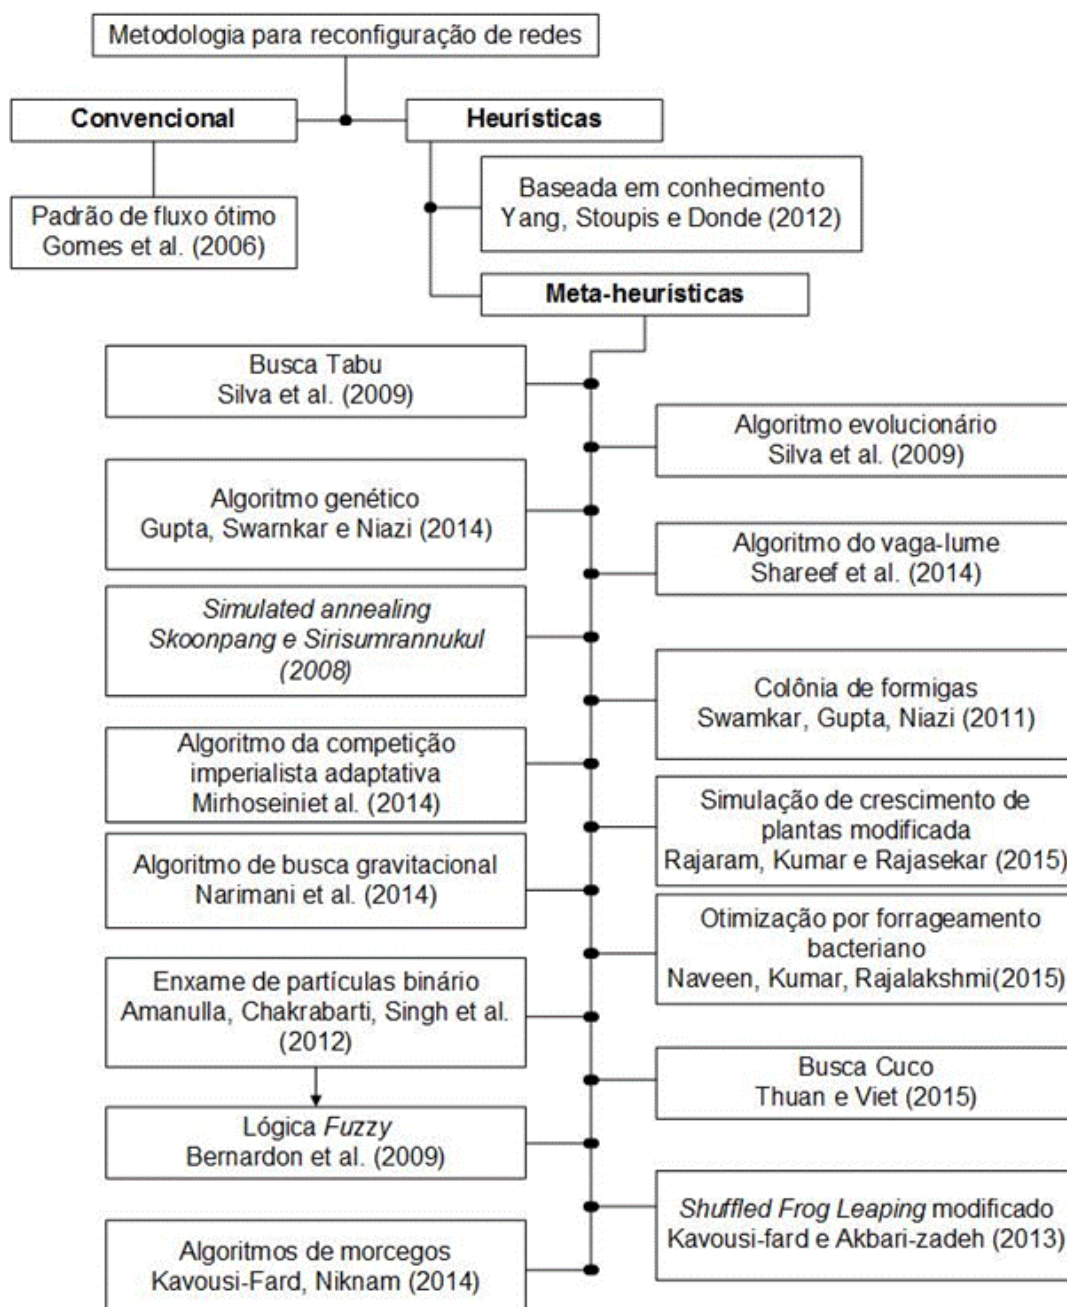 Metodologia para reconfiguração de redes
Convencional
Heurísticas
Padrão de fluxo ótimo
Gomes et al. (2006)
Baseada em conhecimento
Yang, Stoupis e Donde (2012)
Meta-heurísticas
Busca Tabu
Silva et al. (2009)
Algoritmo evolucionário
Silva et al. (2009)
Algoritmo genético
Gupta, Swarnkar e Niazi (2014)
Algoritmo do vaga-lume
Shareef et al. (2014)
Simulated annealing
Skoonpang e Sirisumrannukul
(2008)
Colônia de formigas
Swamkar, Gupta, Niazi (2011)
Algoritmo da competição
imperialista adaptativa
Mirhoseiniet al. (2014)
Simulação de crescimento de
plantas modificada
Rajaram, Kumar e Rajasekar (2015)
Algoritmo de busca gravitacional
Narimani et al. (2014)
Otimização por forrageamento
bacteriano
Naveen, Kumar, Rajalakshmi(2015)
Enxame de partículas binário
Amanulla, Chakrabarti, Singh et al.
(2012)
Busca Cuco
Thuan e Viet (2015)
Lógica Fuzzy
Bernardon et al. (2009)
Shuffled Frog Leaping modificado
Kavousi-fard e Akbari-zadeh (2013)
Algoritmos de morcegos
Kavousi-Fard, Niknam (2014)